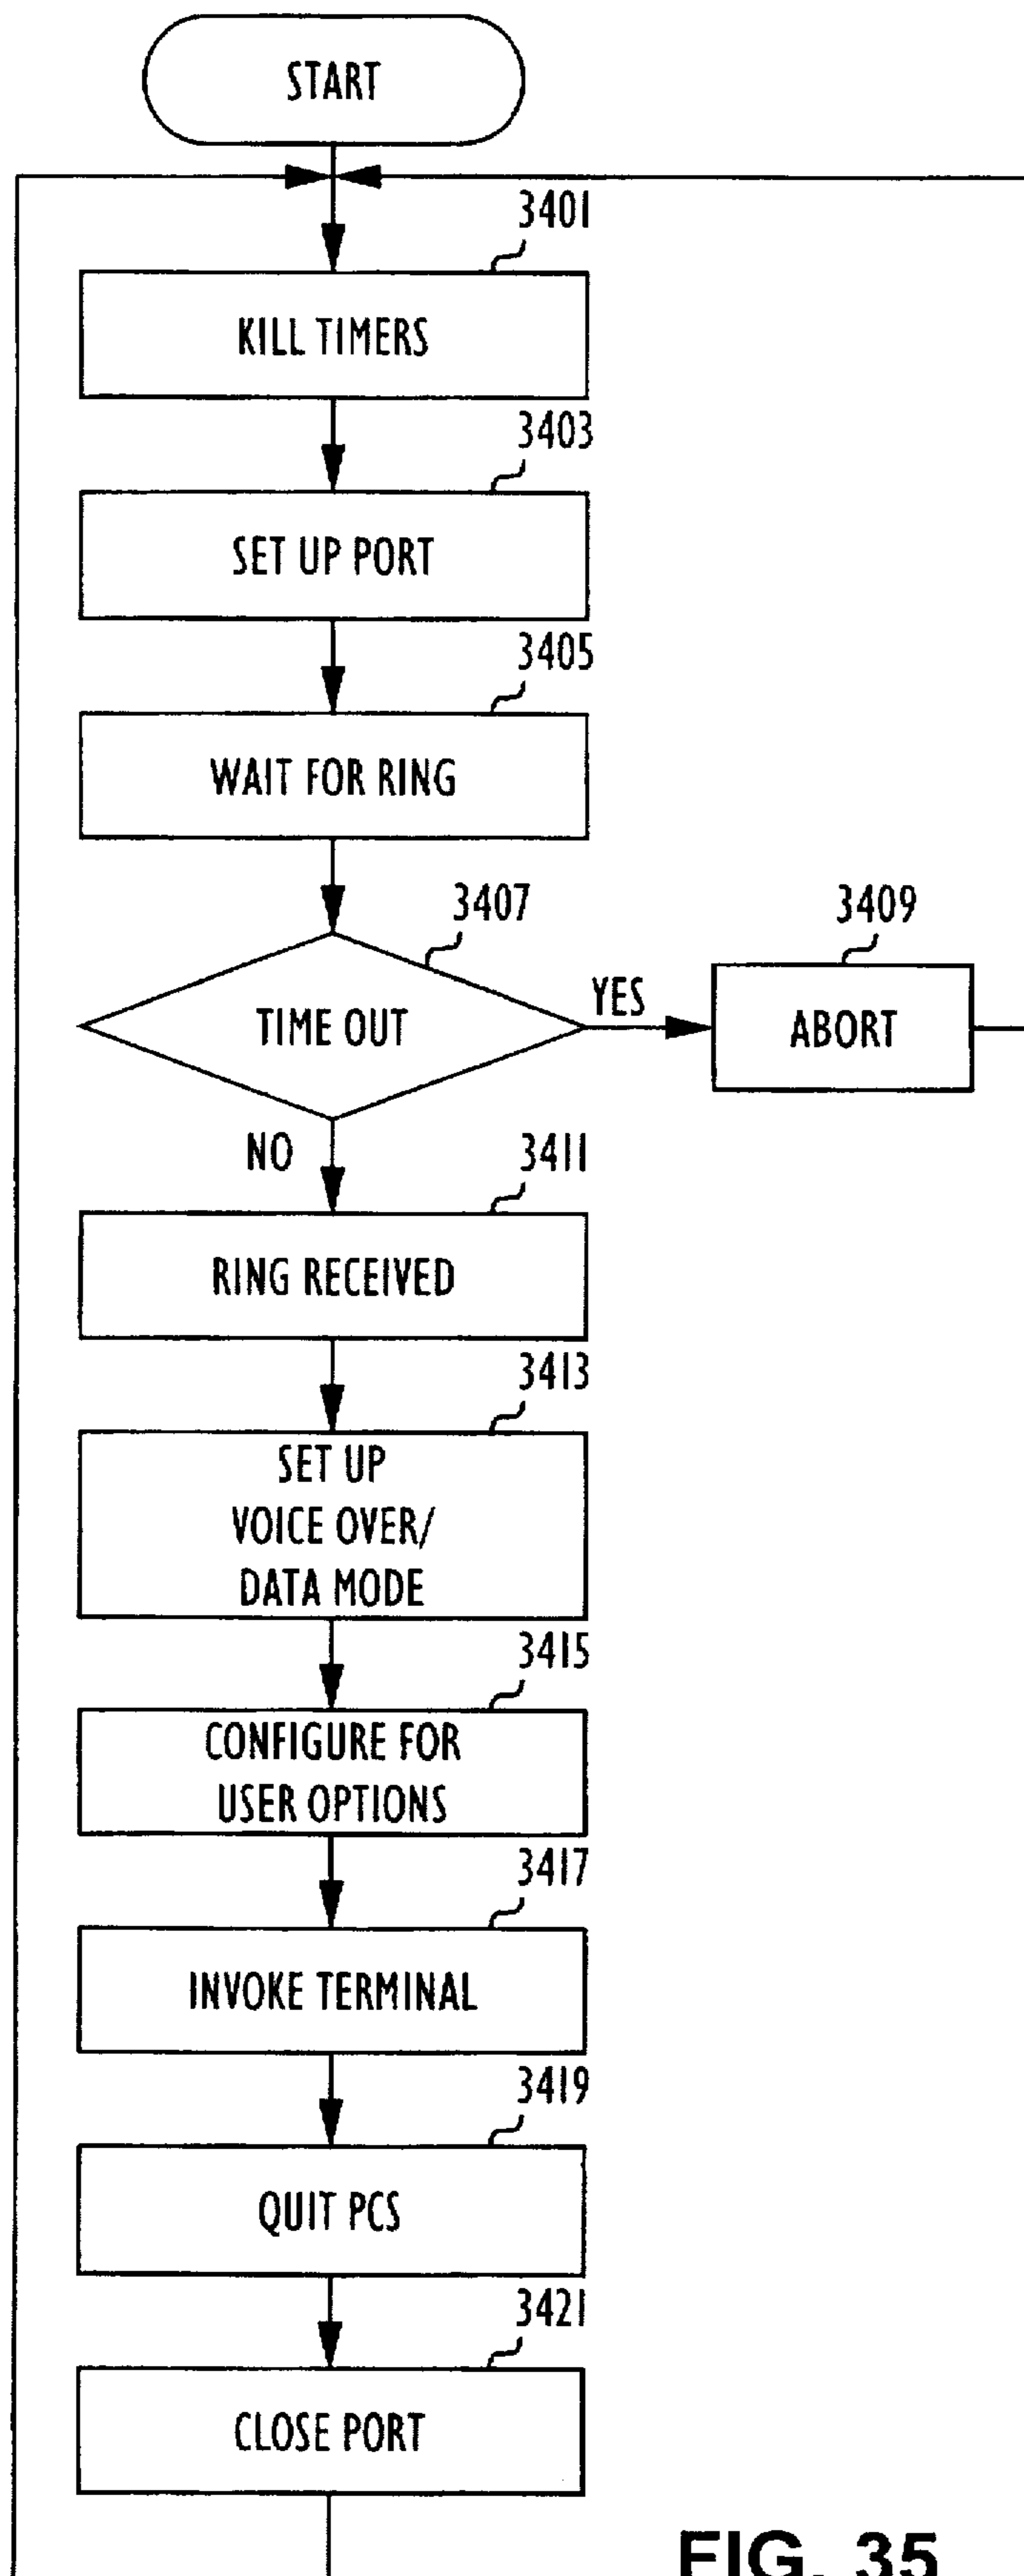 START
3401
KILL TIMERS
3403
SET UP PORT
3405
WAIT FOR RING
3407
TIME OUT
YES
3409
ABORT
NO
3411
RING RECEIVED
3413
SET UP
VOICE OVER/
DATA MODE
3415
CONFIGURE FOR
USER OPTIONS
3417
INVOKE TERMINAL
3419
QUIT PCS
3421
CLOSE PORT
FIG. 35